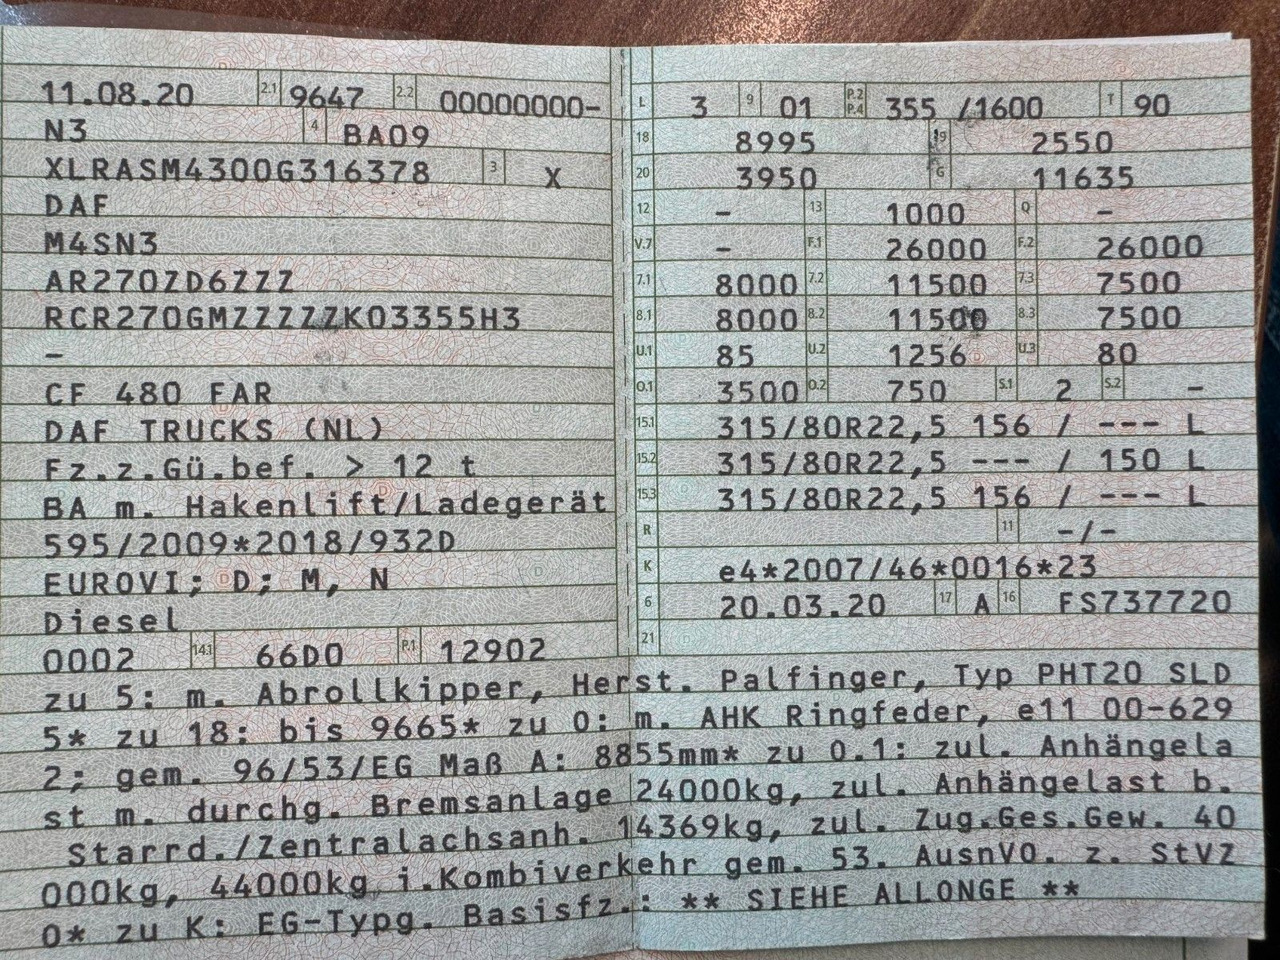 11.08.20 2.1 9647 2.2 00000000-
N3 4 BA09
XLRASM4300G316378 3 X
DAF
M4SN3
AR270ZD6ZZZ
RCR270GMZZZZZK03355H3
–
CF 480 FAR
DAF TRUCKS (NL)
Fz.z.Gü.bef. > 12 t
BA m. Hakenlift/Ladegerät
595/2009*2018/932D
EUROVI; D; M, N
Diesel
0002 14.1 66D0 P.1 12902
L 3 9 01 P.2 P.4 355 /1600 T 90
18 8995 19 2550
20 3950 G 11635
12 – 13 1000 Q –
V.7 – F.1 26000 F.2 26000
7.1 8000 7.2 11500 7.3 7500
8.1 8000 8.2 11500 8.3 7500
U.1 85 U.2 1256 U.3 80
O.1 3500 O.2 750 S.1 2 S.2 –
15.1 315/80R22,5 156 / --- L
15.2 315/80R22,5 --- / 150 L
15.3 315/80R22,5 156 / --- L
R 11 -/-
K e4*2007/46*0016*23
6 20.03.20 17 A 16 FS737720
21
zu 5: m. Abrollkipper, Herst. Palfinger, Typ PHT20 SLD
5* zu 18: bis 9665* zu O: m. AHK Ringfeder, e11 00-629
2; gem. 96/53/EG Maß A: 8855mm* zu O.1: zul. Anhängela
st m. durchg. Bremsanlage 24000kg, zul. Anhängelast b.
Starrd./Zentralachsanh. 14369kg, zul. Zug.Ges.Gew. 40
000kg, 44000kg i.Kombiverkehr gem. 53. AusnVO. z. StVZ
O* zu K: EG-Typg. Basisfz.: ** SIEHE ALLONGE **